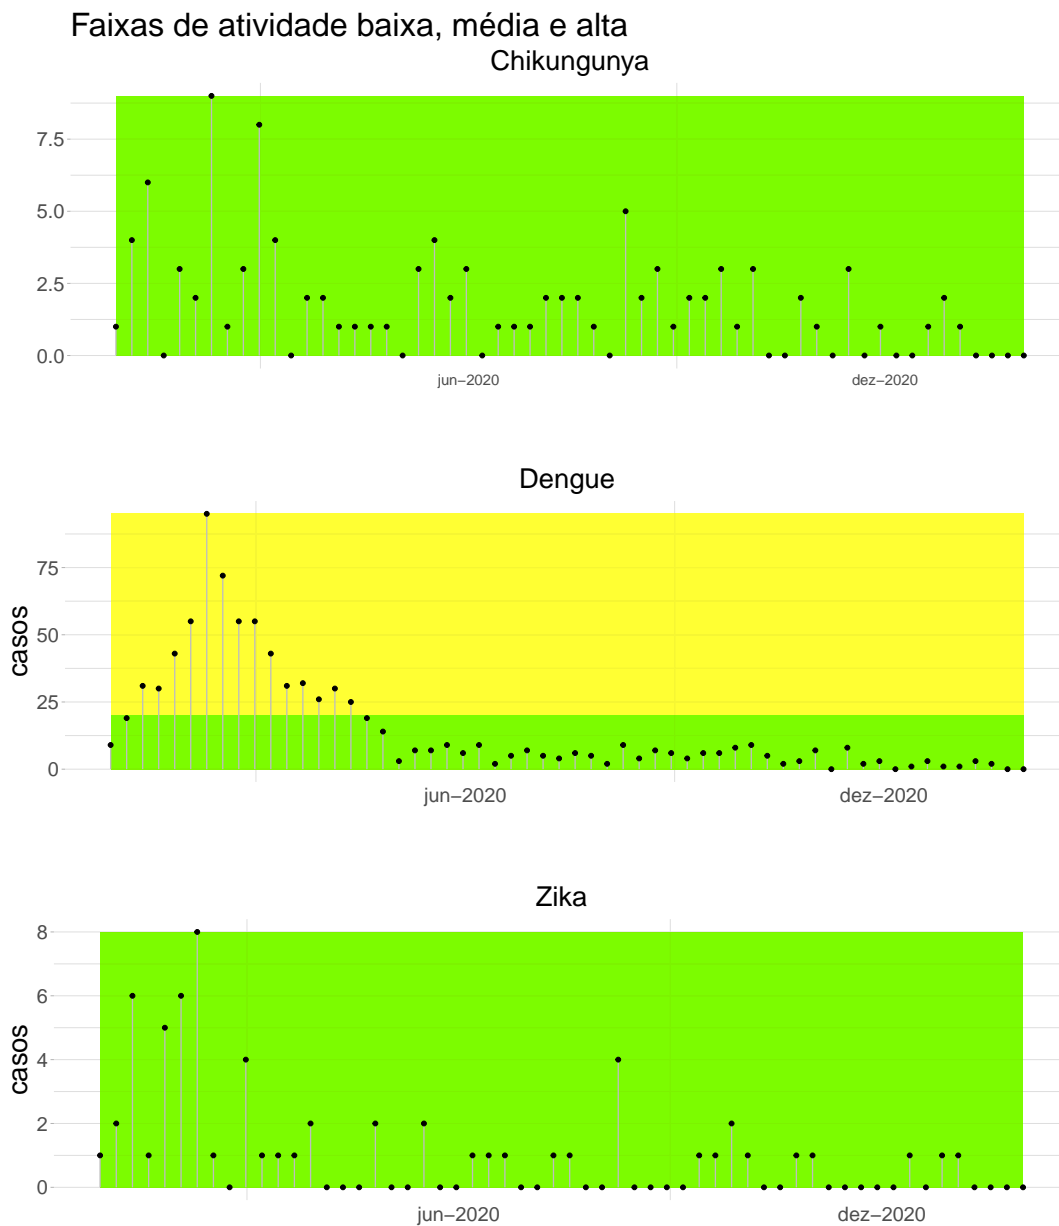 Faixas de atividade baixa, média e alta
Chikungunya
7.5
5.0
2.5
0.0
jun−2020
dez−2020
Dengue
casos
75
50
25
0
jun−2020
dez−2020
Zika
casos
8
6
4
2
0
jun−2020
dez−2020